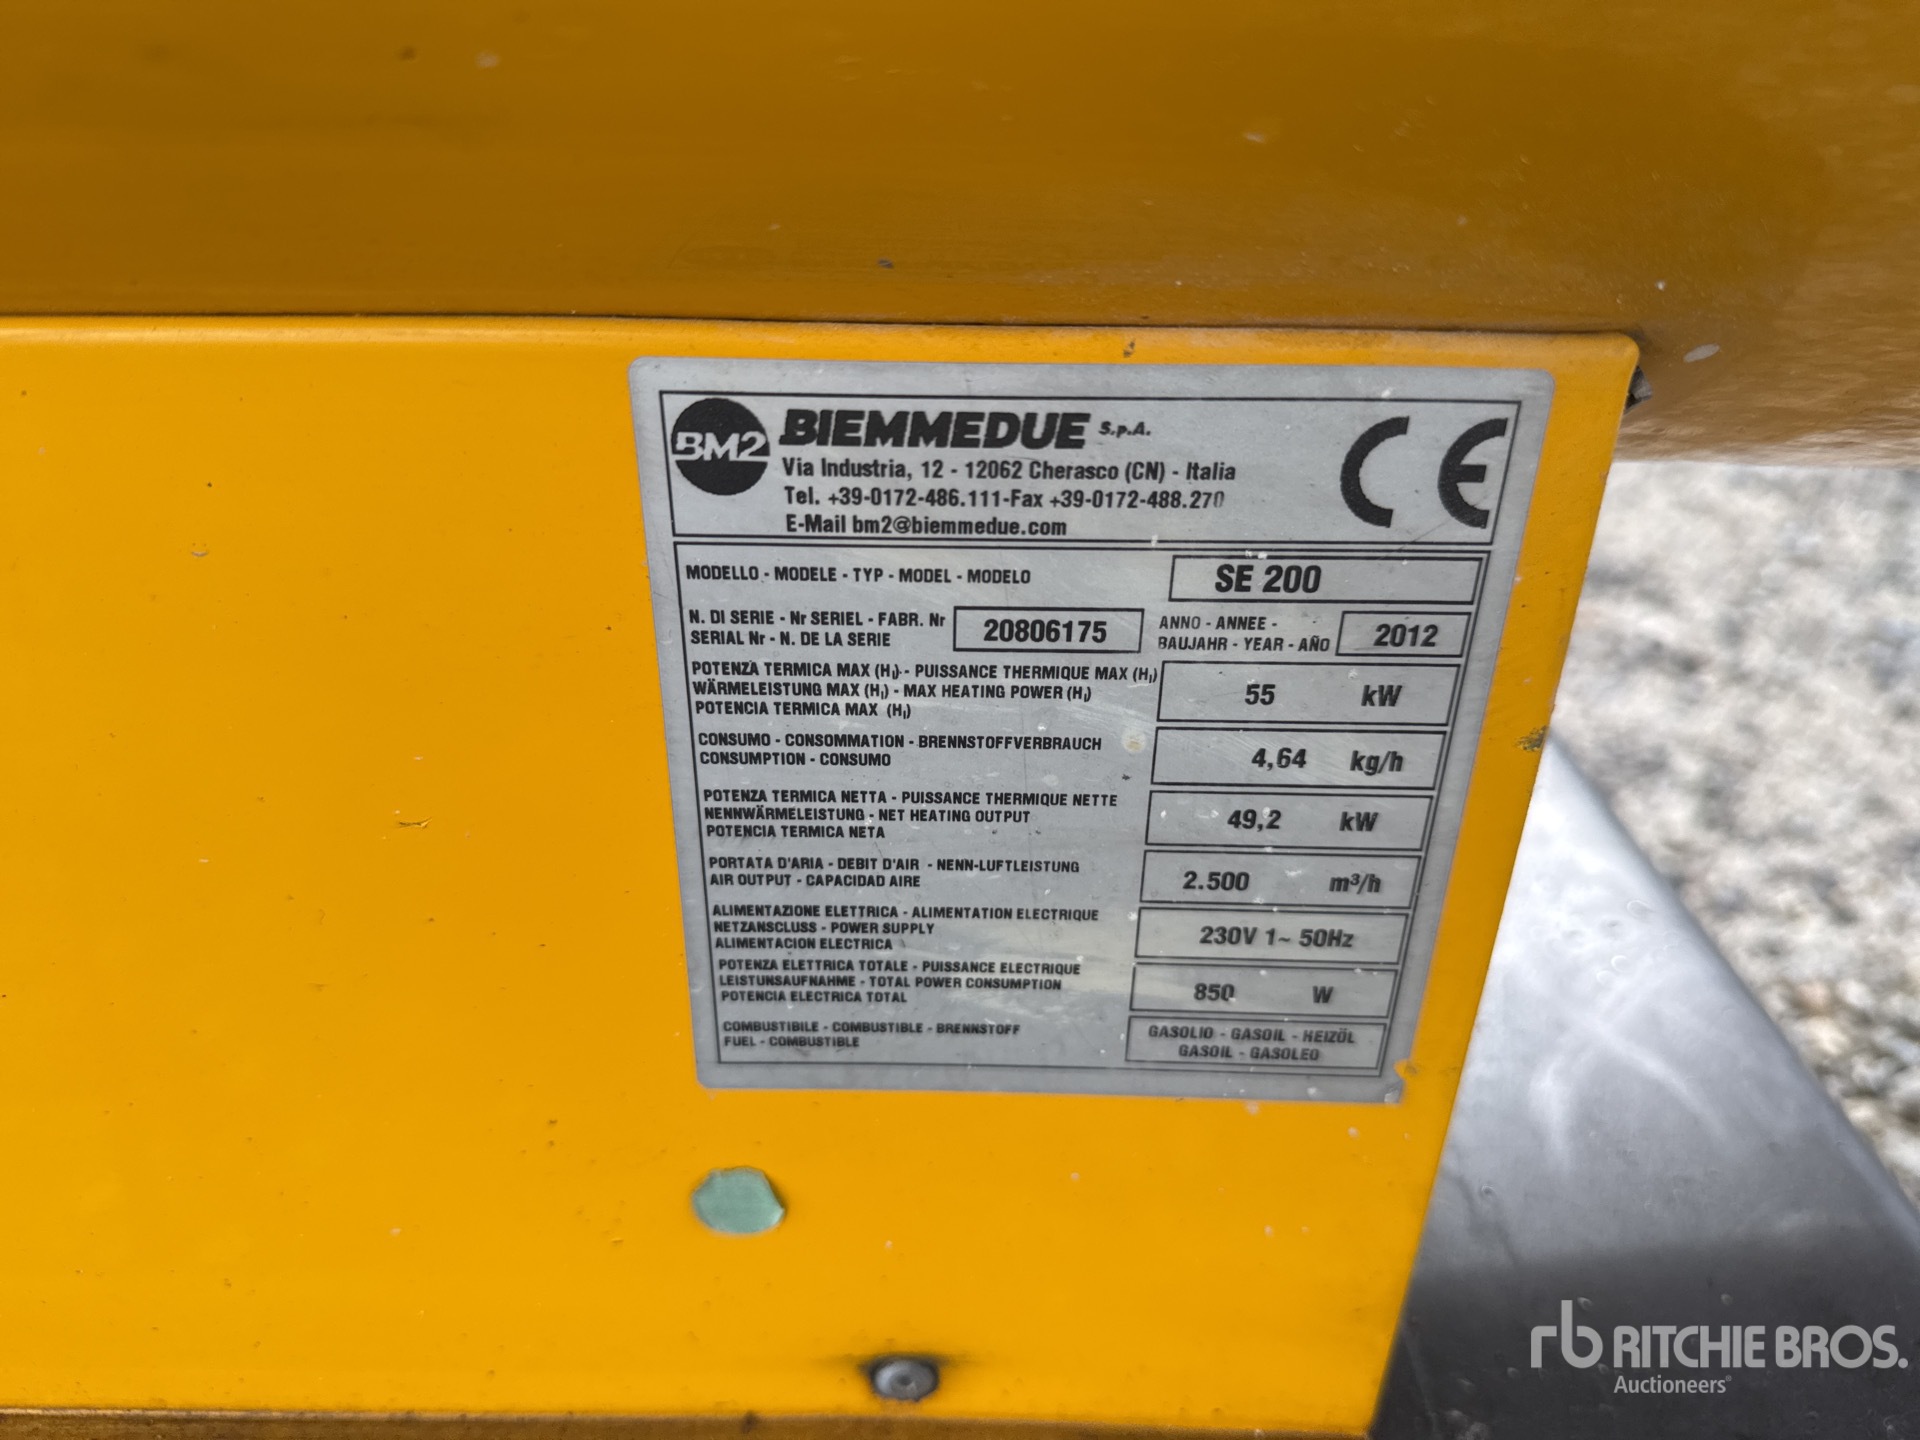 BM2 BIEMMEDUE S.p.A.
Via Industria, 12 - 12062 Cherasco (CN) - Italia
Tel. +39-0172-486.111-Fax +39-0172-488.270
E-Mail bm2@biemmedue.com
CE
MODELLO - MODELE - TYP - MODEL - MODELO SE 200
N. DI SERIE - Nr SERIEL - FABR. Nr
SERIAL Nr - N. DE LA SERIE
20806175
ANNO - ANNEE -
BAUJAHR - YEAR - AÑO
2012
POTENZA TERMICA MAX (Hi) - PUISSANCE THERMIQUE MAX (Hi)
WÄRMELEISTUNG MAX (Hi) - MAX HEATING POWER (Hi)
POTENCIA TERMICA MAX (Hi)
55 kW
CONSUMO - CONSOMMATION - BRENNSTOFFVERBRAUCH
CONSUMPTION - CONSUMO
4,64 kg/h
POTENZA TERMICA NETTA - PUISSANCE THERMIQUE NETTE
NENNWÄRMELEISTUNG - NET HEATING OUTPUT
POTENCIA TERMICA NETA
49,2 kW
PORTATA D'ARIA - DEBIT D'AIR - NENN-LUFTLEISTUNG
AIR OUTPUT - CAPACIDAD AIRE
2.500 m³/h
ALIMENTAZIONE ELETTRICA - ALIMENTATION ELECTRIQUE
NETZANSCLUSS - POWER SUPPLY
ALIMENTACION ELECTRICA
230V 1~ 50Hz
POTENZA ELETTRICA TOTALE - PUISSANCE ELECTRIQUE
LEISTUNSAUFNAHME - TOTAL POWER CONSUMPTION
POTENCIA ELECTRICA TOTAL
850 W
COMBUSTIBILE - COMBUSTIBLE - BRENNSTOFF
FUEL - COMBUSTIBLE
GASOLIO - GASOIL - HEIZÖL
GASOIL - GASOLEO
rb RITCHIE BROS.
Auctioneers